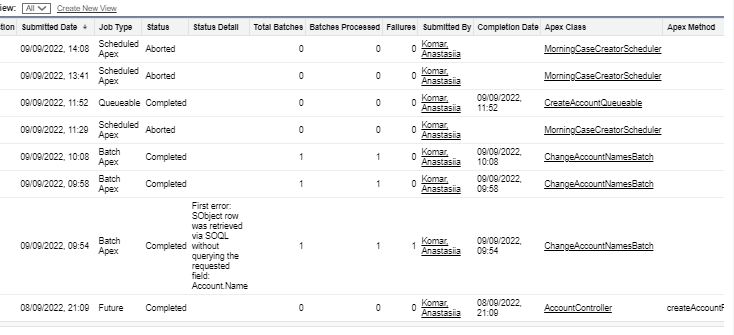 iew: All Create New View
tion Submitted Date Job Type Status Status Detail Total Batches Batches Processed Failures Submitted By Completion Date Apex Class Apex Method
09/09/2022, 14:08 Scheduled Apex Aborted 0 0 0 Komar, Anastasiia MorningCaseCreatorScheduler
09/09/2022, 13:41 Scheduled Apex Aborted 0 0 0 Komar, Anastasiia MorningCaseCreatorScheduler
09/09/2022, 11:52 Queueable Completed 0 0 0 Komar, Anastasiia 09/09/2022, 11:52 CreateAccountQueueable
09/09/2022, 11:29 Scheduled Apex Aborted 0 0 0 Komar, Anastasiia MorningCaseCreatorScheduler
09/09/2022, 10:08 Batch Apex Completed 1 1 0 Komar, Anastasiia 09/09/2022, 10:08 ChangeAccountNamesBatch
09/09/2022, 09:58 Batch Apex Completed 1 1 0 Komar, Anastasiia 09/09/2022, 09:58 ChangeAccountNamesBatch
09/09/2022, 09:54 Batch Apex Completed First error: SObject row was retrieved via SOQL without querying the requested field: Account.Name 1 1 1 Komar, Anastasiia 09/09/2022, 09:54 ChangeAccountNamesBatch
08/09/2022, 21:09 Future Completed 0 0 0 Komar, Anastasiia 08/09/2022, 21:09 AccountController createAccountF